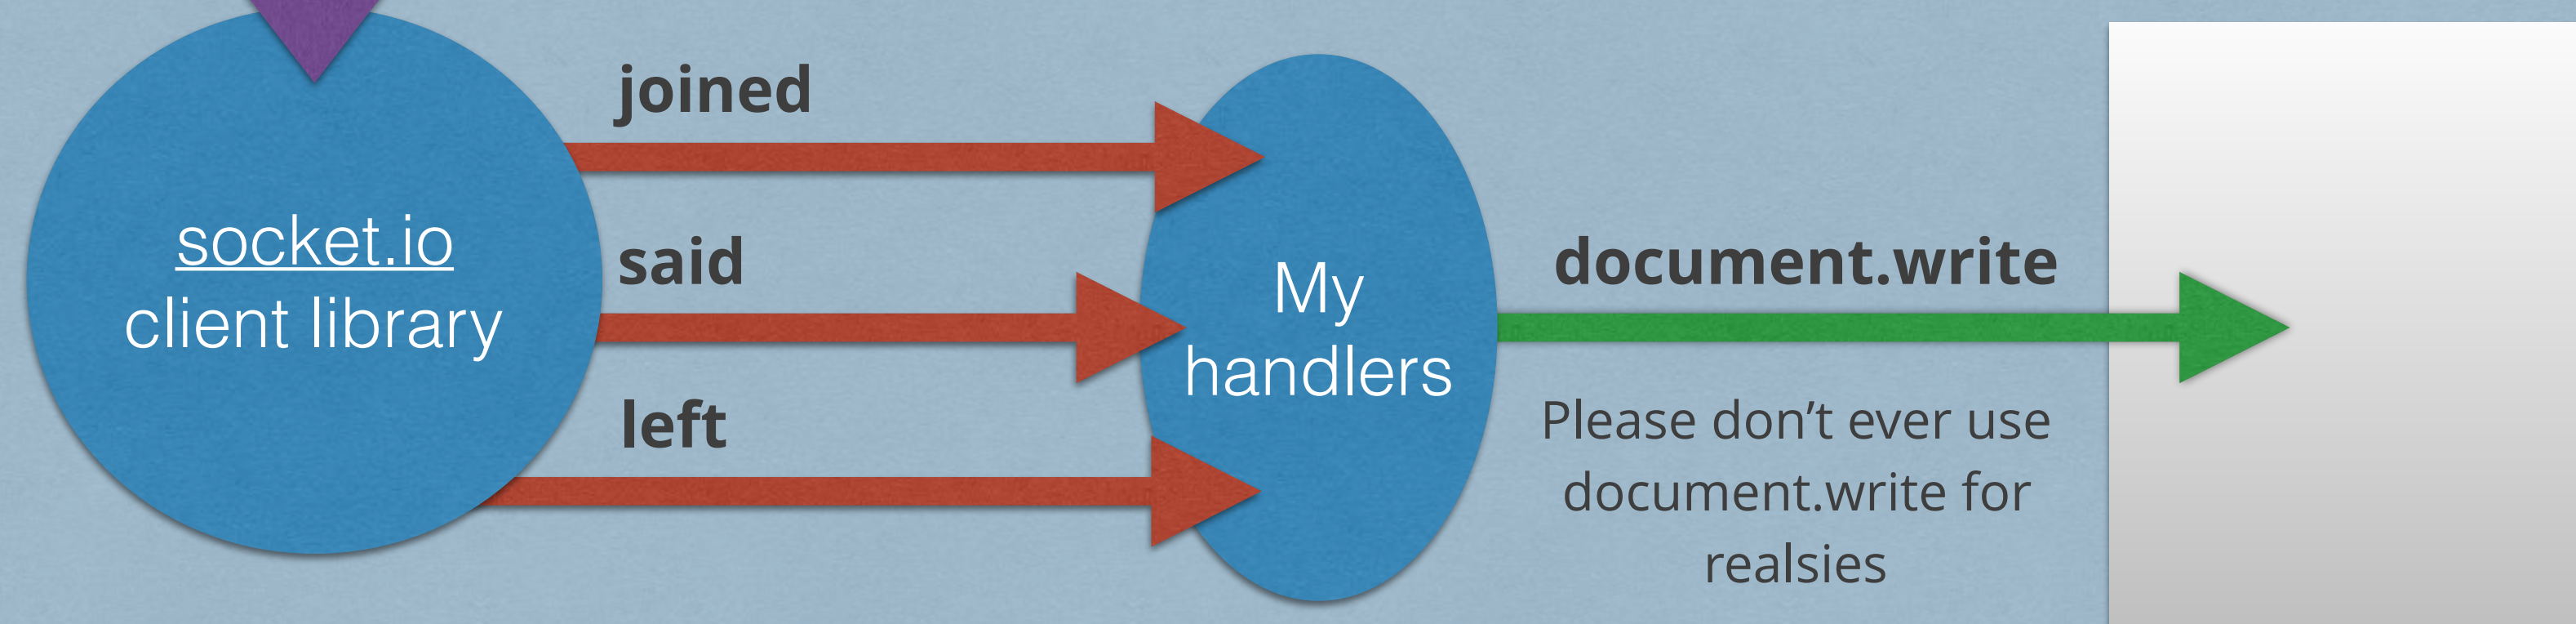 joined
socket.io
client library
said
left
My
handlers
document.write
Please don’t ever use
document.write for
realsies